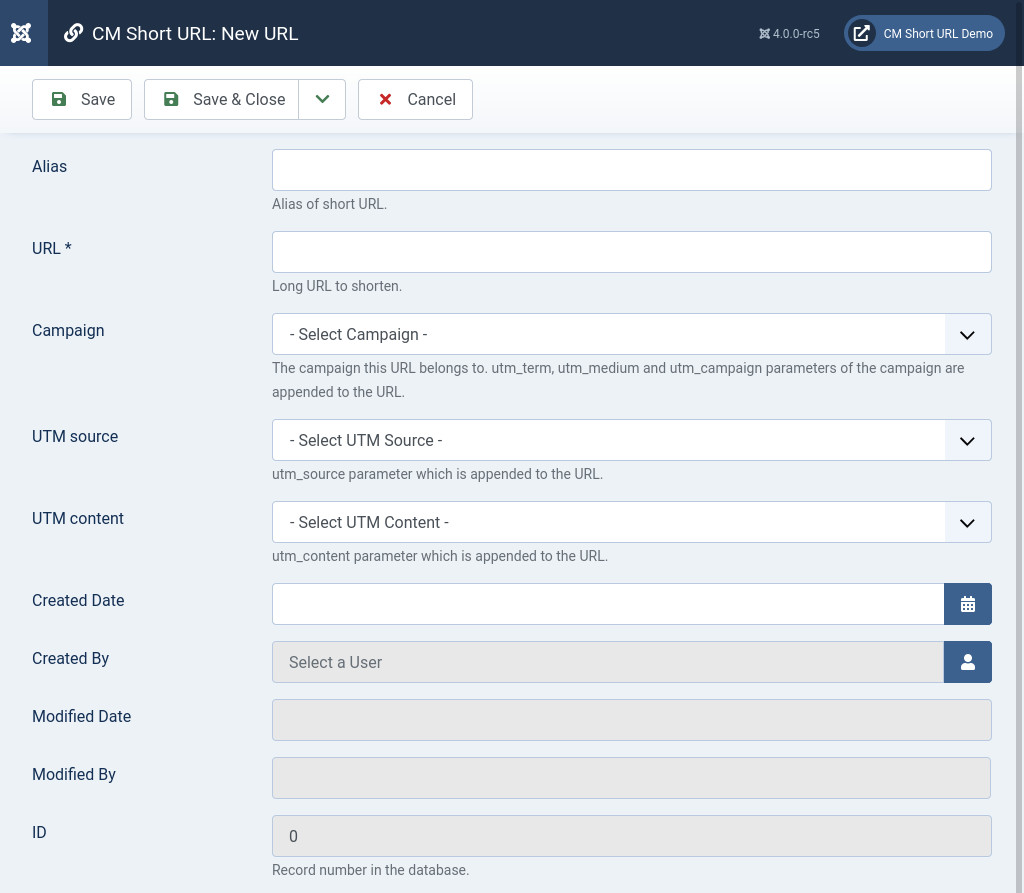 CM Short URL: New URL
4.0.0-rc5
CM Short URL Demo
Save
Save & Close
Cancel
Alias
Alias of short URL.
URL *
Long URL to shorten.
Campaign
- Select Campaign -
The campaign this URL belongs to. utm_term, utm_medium and utm_campaign parameters of the campaign are
appended to the URL.
UTM source
- Select UTM Source -
utm_source parameter which is appended to the URL.
UTM content
- Select UTM Content -
utm_content parameter which is appended to the URL.
Created Date
Created By
Select a User
Modified Date
Modified By
ID
0
Record number in the database.